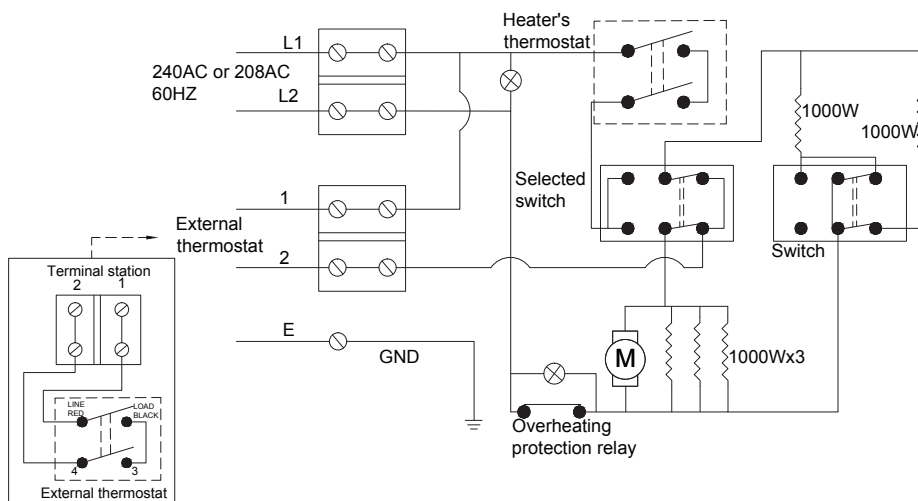 Heater's
thermostat
L1
240AC or 208AC
60HZ
L2
1000W
1000W
Selected
switch
1
External
thermostat
Switch
2
Terminal station
2 1
E
GND
M
1000Wx3
LINE
RED
LOAD
BLACK
Overheating
protection relay
4 3
External thermostat